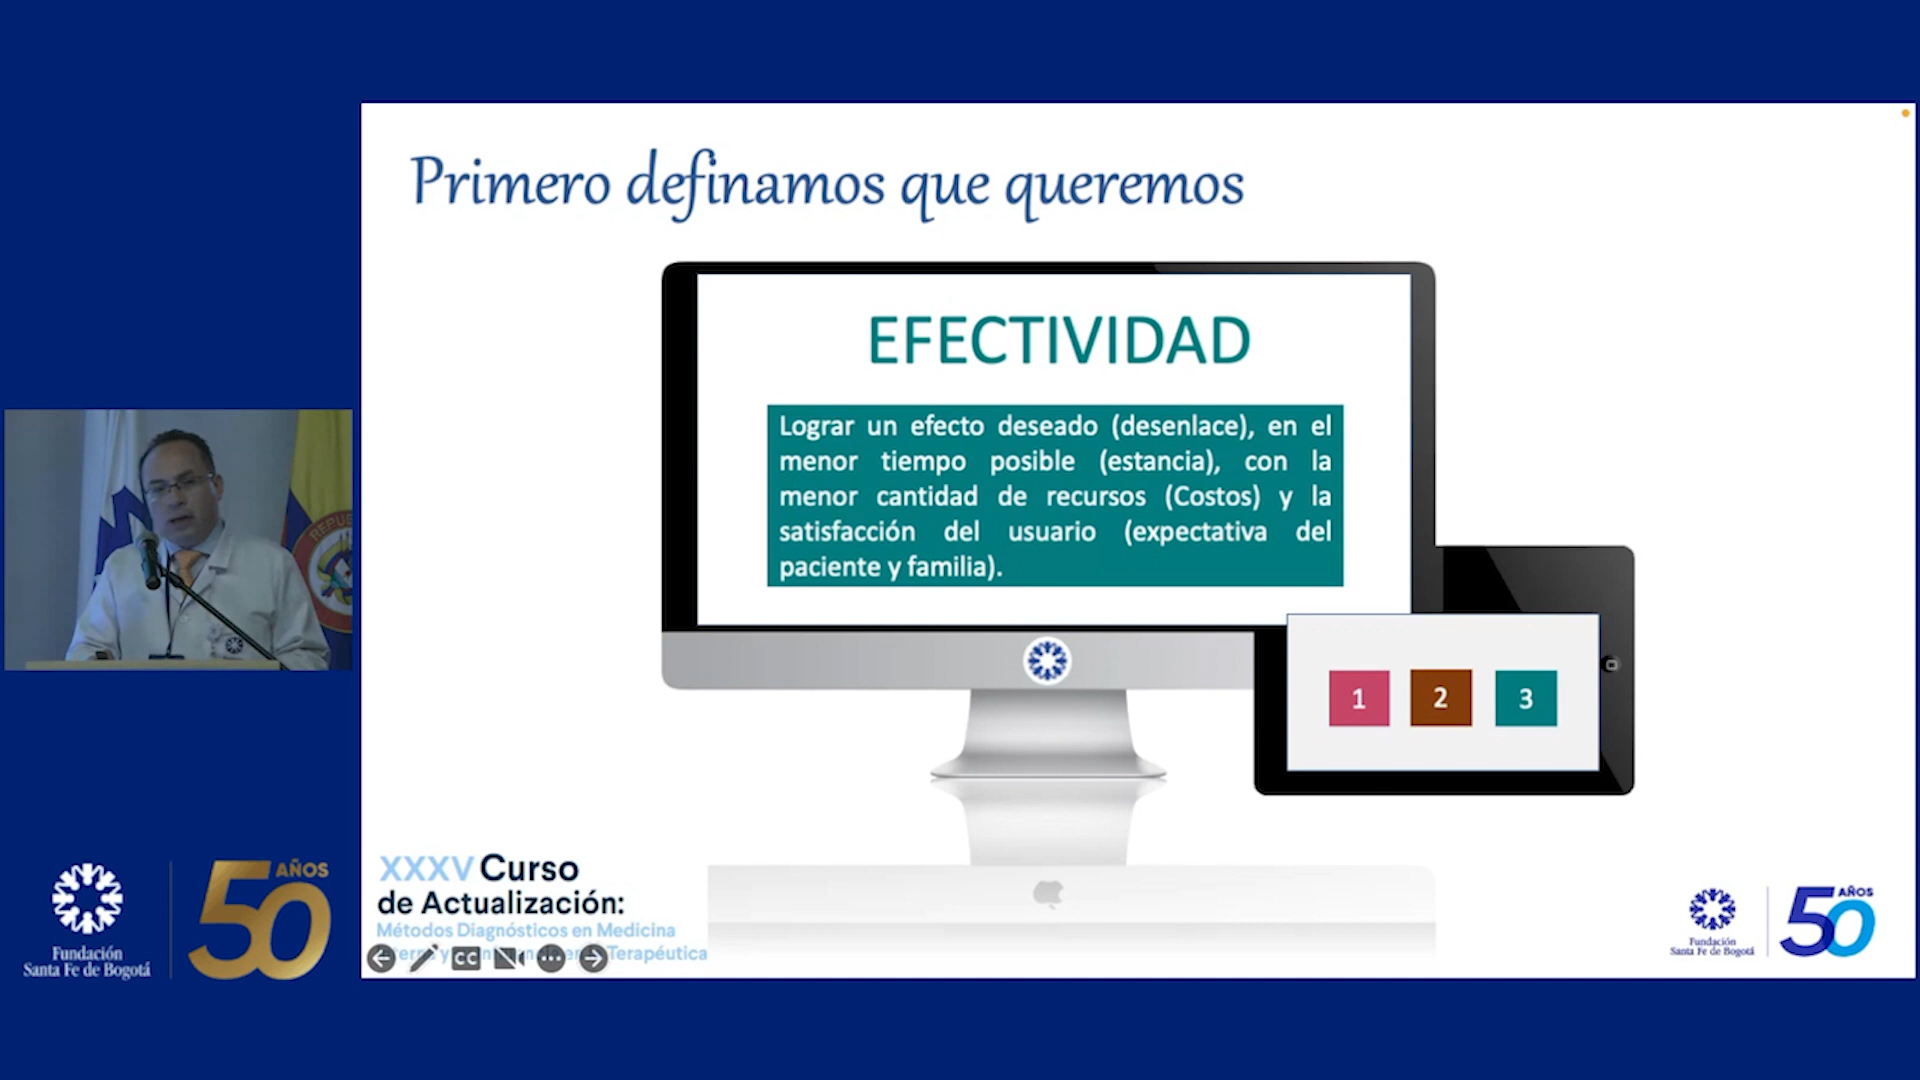 Primero definamos que queremos
EFECTIVIDAD
Lograr un efecto deseado (desenlace), en el
menor tiempo posible (estancia), con la
menor cantidad de recursos (Costos) y la
satisfacción del usuario (expectativa del
paciente y familia).
1 2 3
XXXV Curso
de Actualización:
Métodos Diagnósticos en Medicina
Terapéutica
CC
Fundación
Santa Fe de Bogotá
50 AÑOS
Fundación
Santa Fe de Bogotá
50 AÑOS